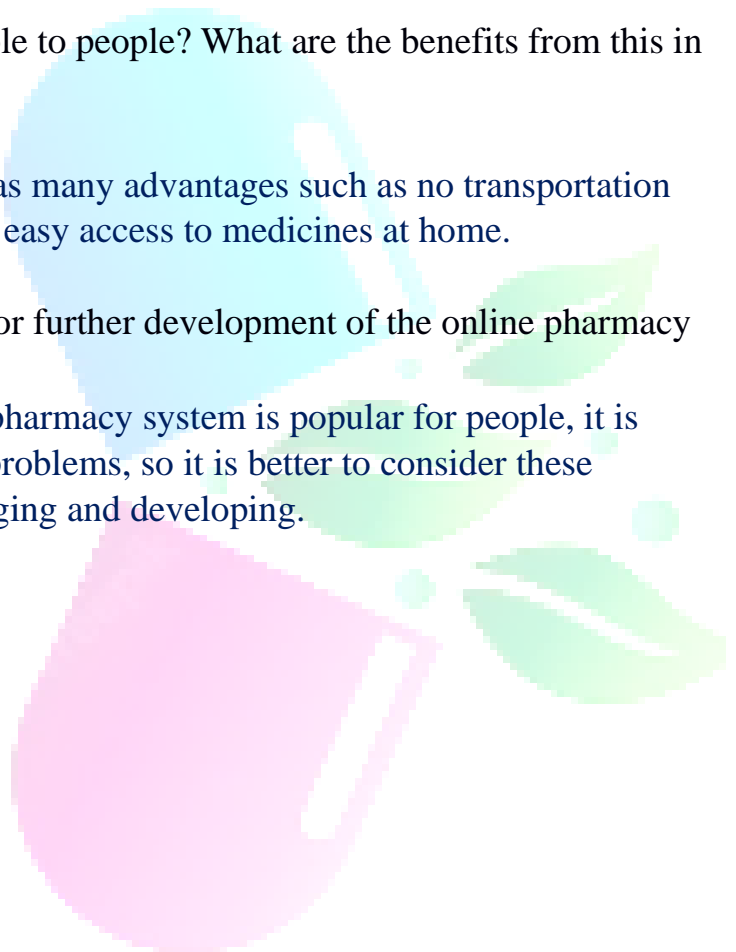 le to people? What are the benefits from this in
as many advantages such as no transportation
easy access to medicines at home.
or further development of the online pharmacy
pharmacy system is popular for people, it is
problems, so it is better to consider these
ging and developing.